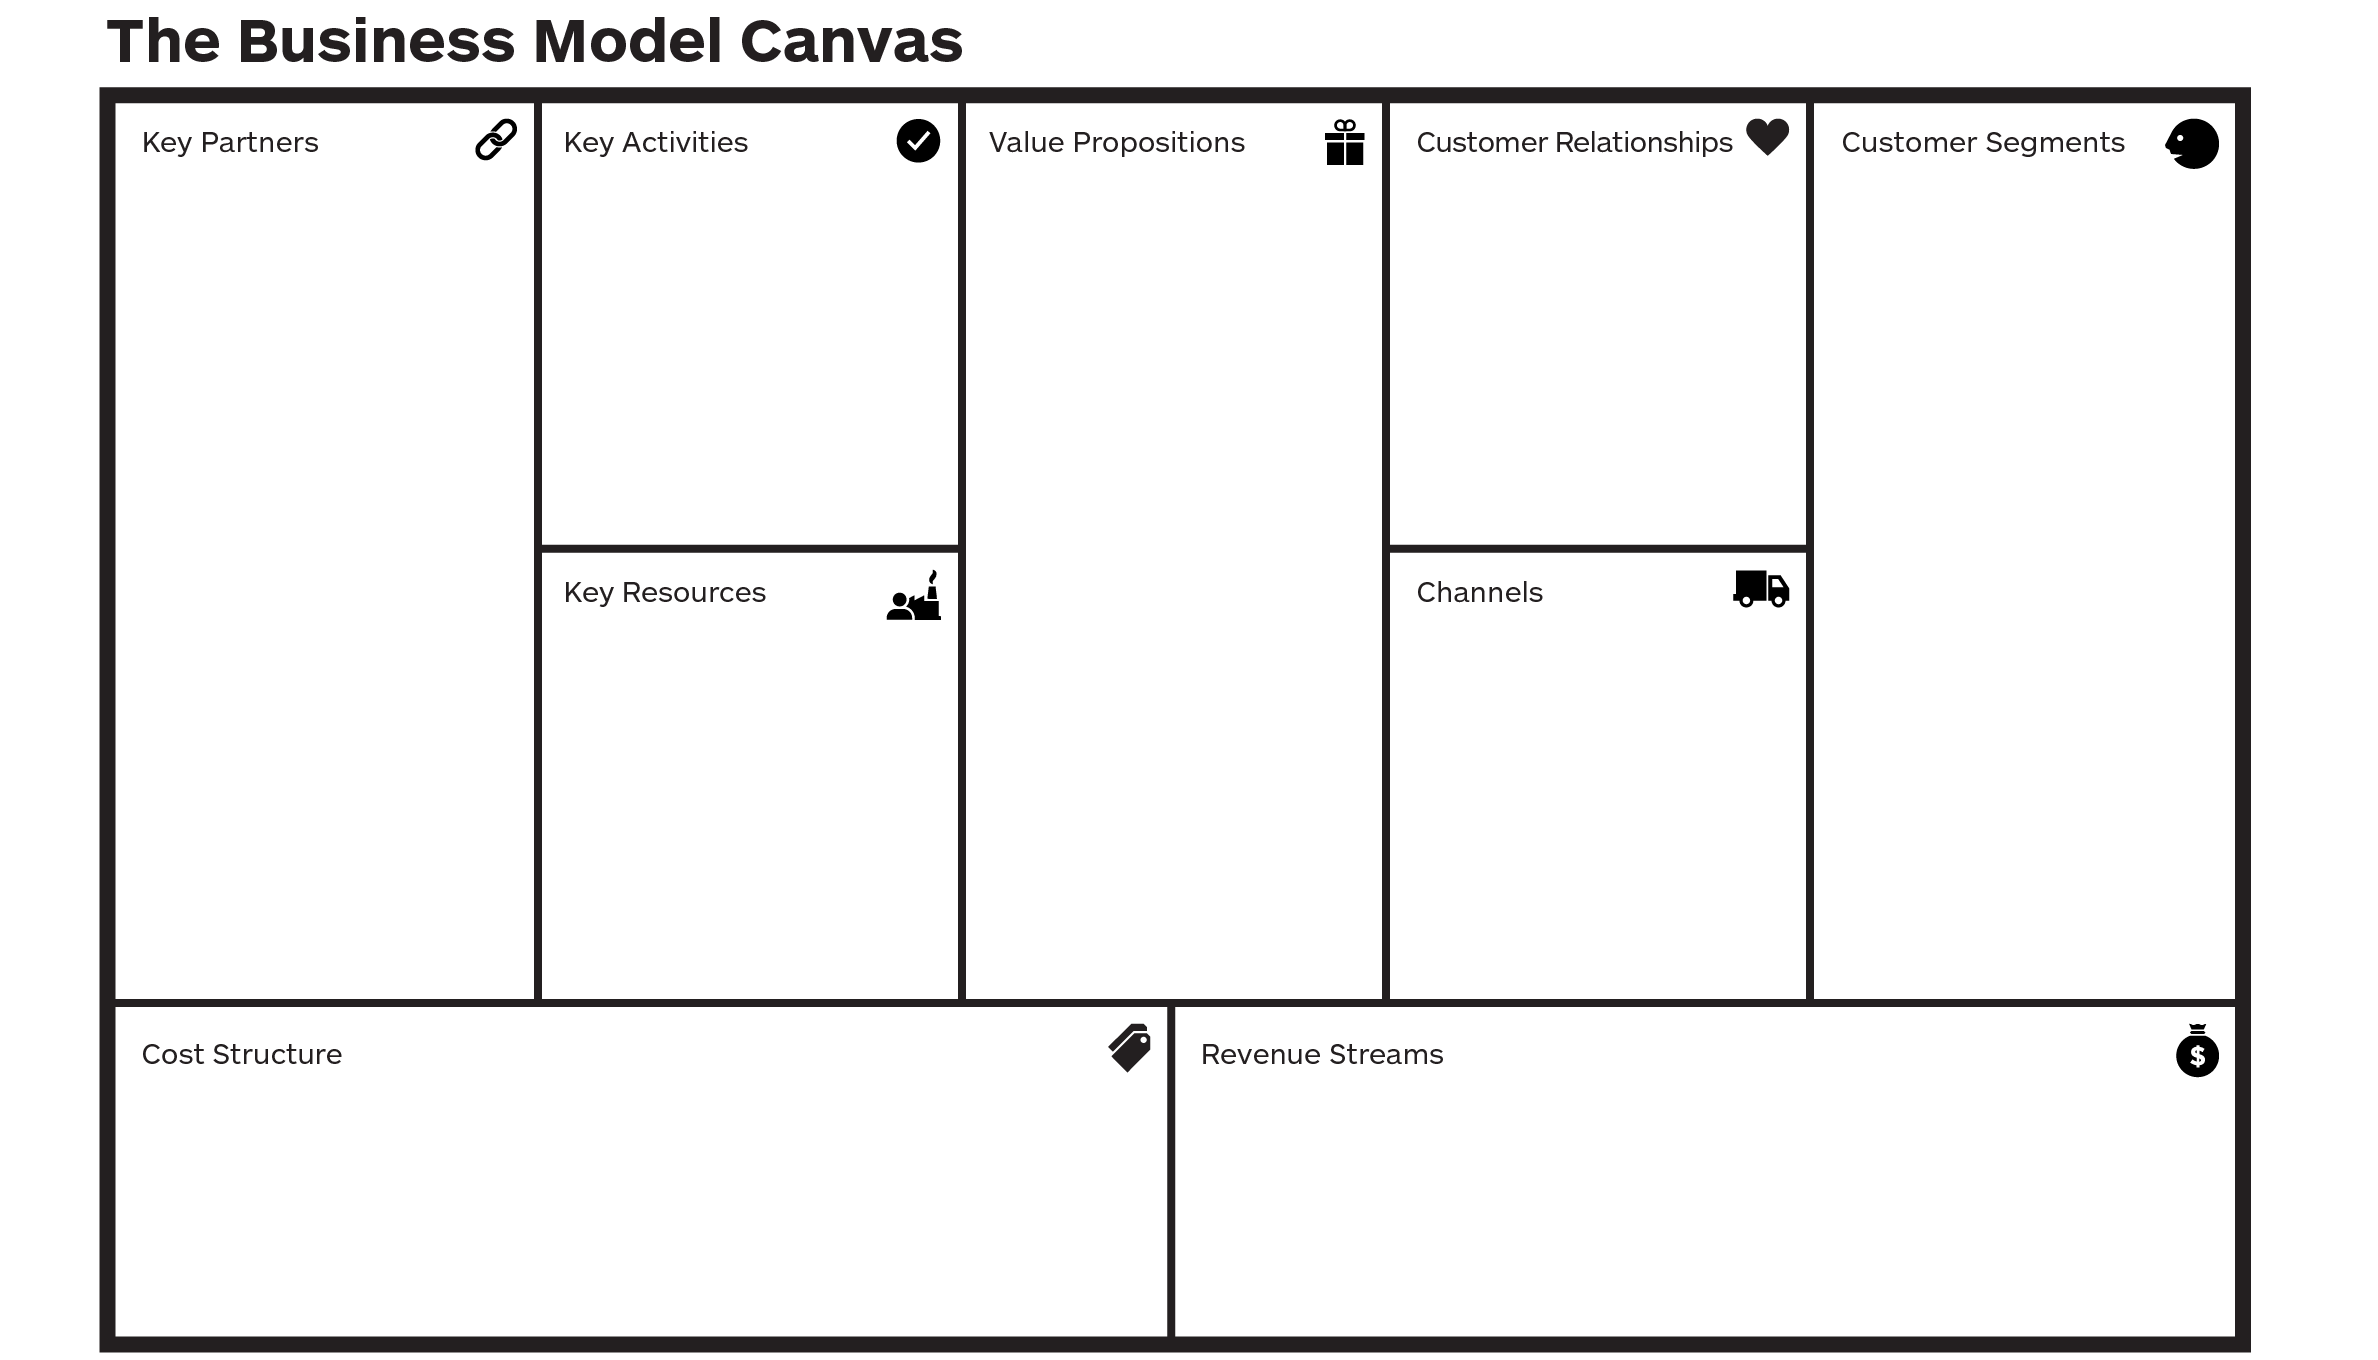 The Business Model Canvas
Key Partners
Key Activities
Value Propositions
Customer Relationships
Customer Segments
Key Resources
Channels
Cost Structure
Revenue Streams
$